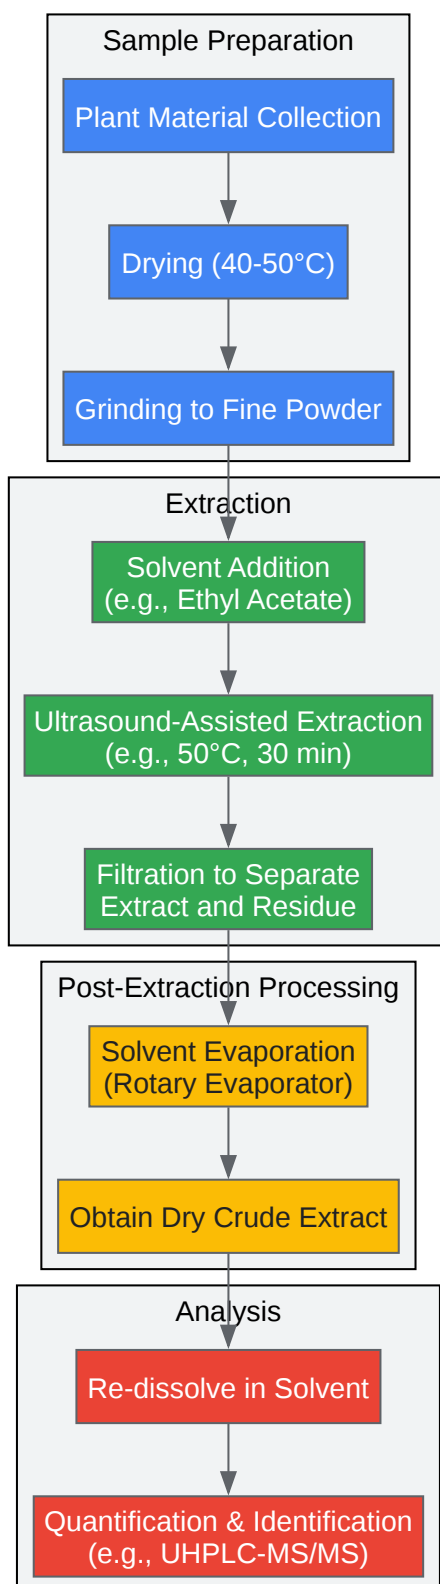 Sample Preparation
Plant Material Collection
Drying (40-50°C)
Grinding to Fine Powder
Extraction
Solvent Addition
(e.g., Ethyl Acetate)
Ultrasound-Assisted Extraction
(e.g., 50°C, 30 min)
Filtration to Separate
Extract and Residue
Post-Extraction Processing
Solvent Evaporation
(Rotary Evaporator)
Obtain Dry Crude Extract
Analysis
Re-dissolve in Solvent
Quantification & Identification
(e.g., UHPLC-MS/MS)